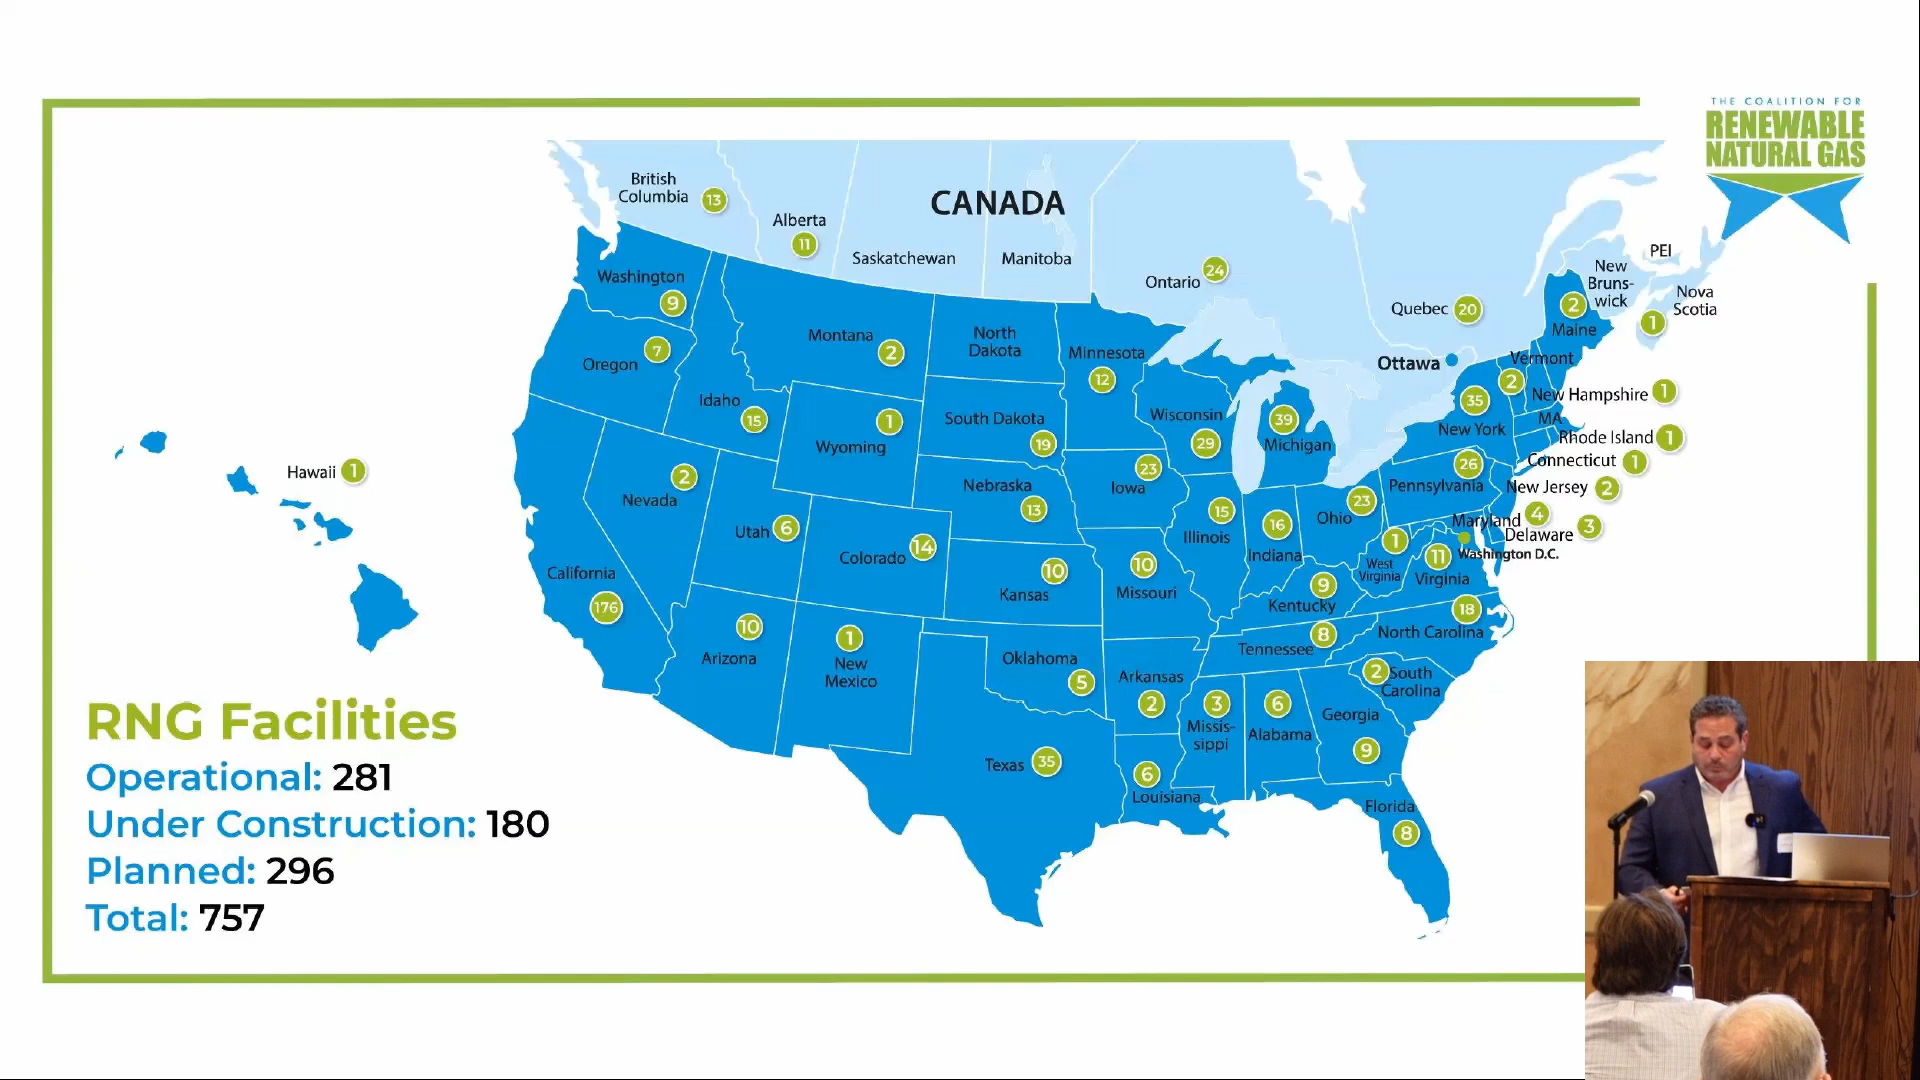 THE COALITION FOR
RENEWABLE
NATURAL GAS
CANADA
British
Columbia
13
Alberta
11
Saskatchewan
Manitoba
Ontario
24
Quebec
20
PEI
New
Bruns-
wick
Nova
Scotia
1
Ottawa
Washington
9
Oregon
7
Montana
2
North
Dakota
Minnesota
12
Idaho
15
Wyoming
1
South Dakota
19
Wisconsin
29
39
Michigan
2
Maine
Vermont
2
New Hampshire
1
35
New York
MA
Rhode Island
1
Connecticut
1
New Jersey
2
26
Pennsylvania
Maryland
4
Delaware
3
Washington D.C.
Hawaii
1
2
Nevada
Utah
6
Colorado
14
Nebraska
13
23
Iowa
15
Illinois
16
Indiana
23
Ohio
1
West
Virginia
11
Virginia
California
176
10
Kansas
10
Missouri
9
Kentucky
18
North Carolina
Tennessee
8
10
Arizona
1
New
Mexico
Oklahoma
5
Arkansas
2
3
Missis-
sippi
6
Alabama
2
South
Carolina
Georgia
9
Texas
35
6
Louisiana
Florida
8
RNG Facilities
Operational: 281
Under Construction: 180
Planned: 296
Total: 757